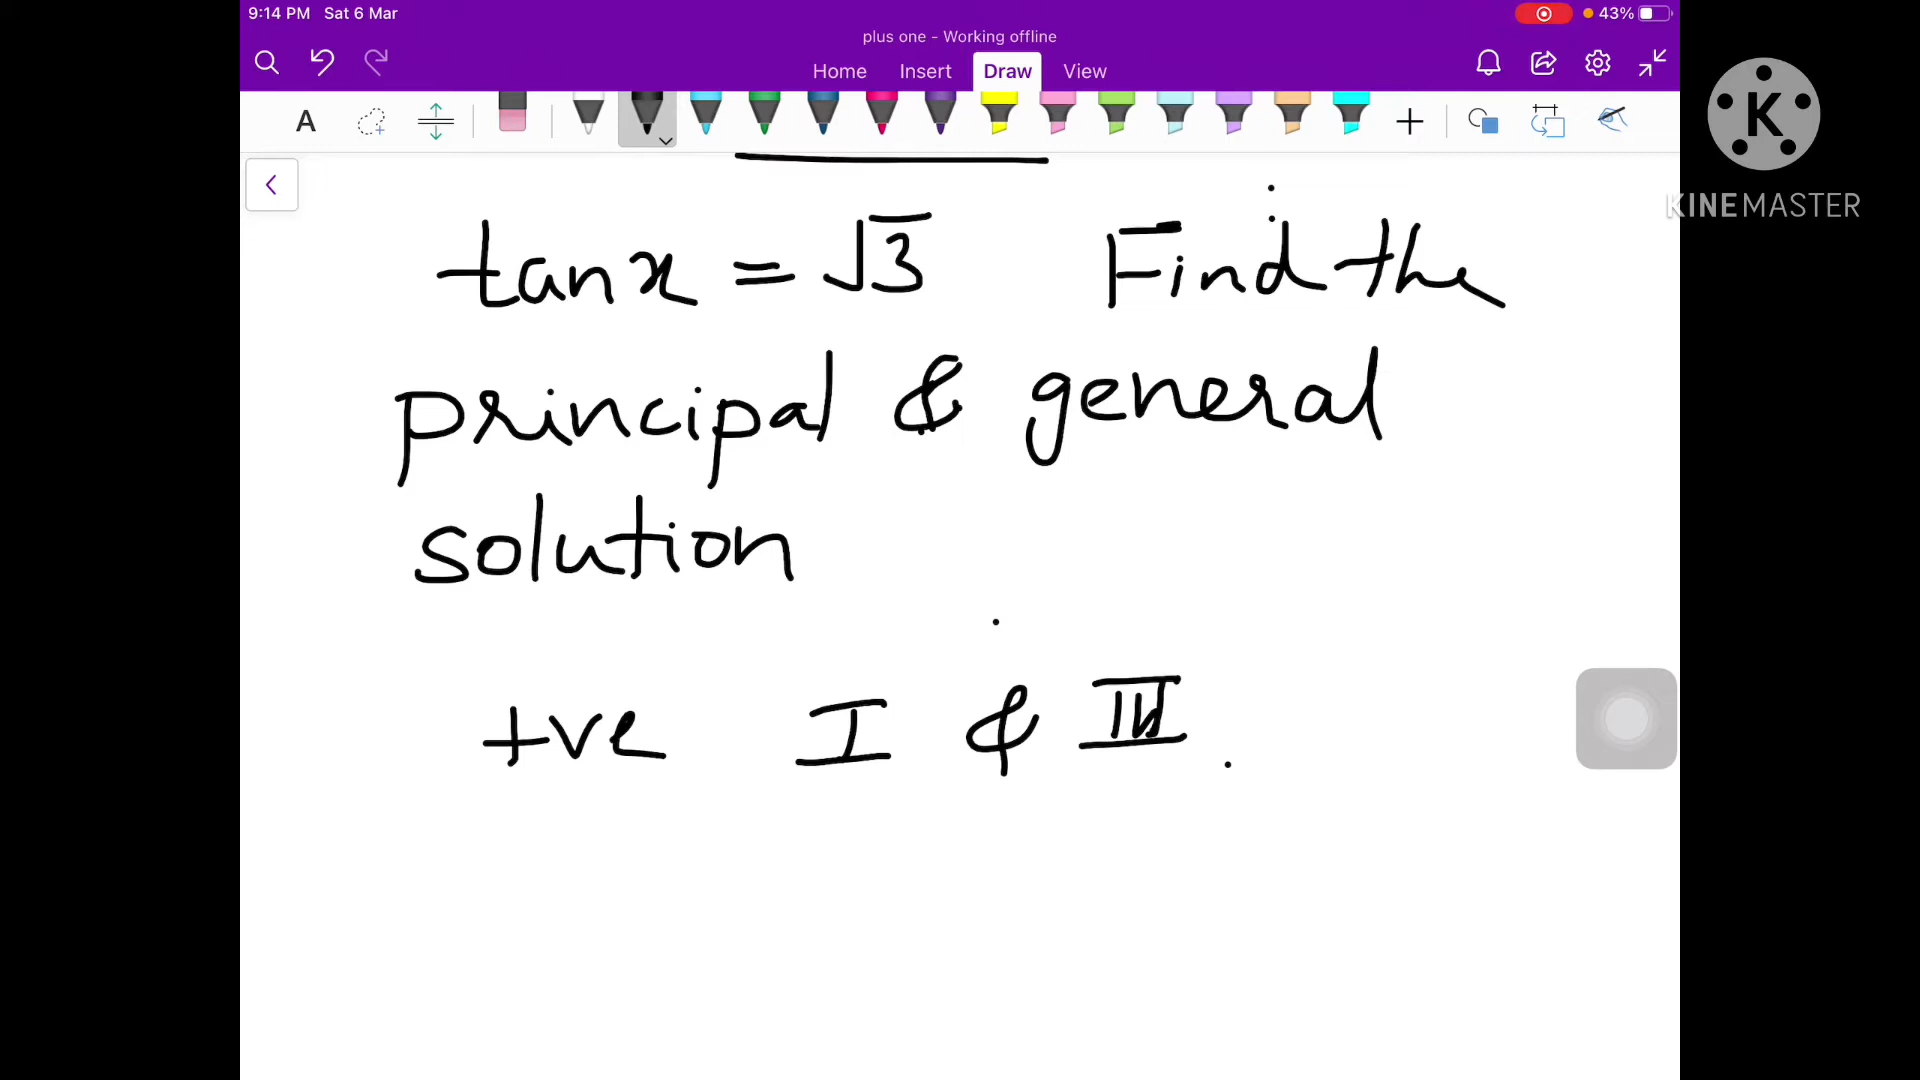 9:14 PM Sat 6 Mar
43%
plus one - Working offline
Home Insert Draw View
A
K
KINEMASTER
tan x = √3 Find the
principal & general
solution
+ve I & III.